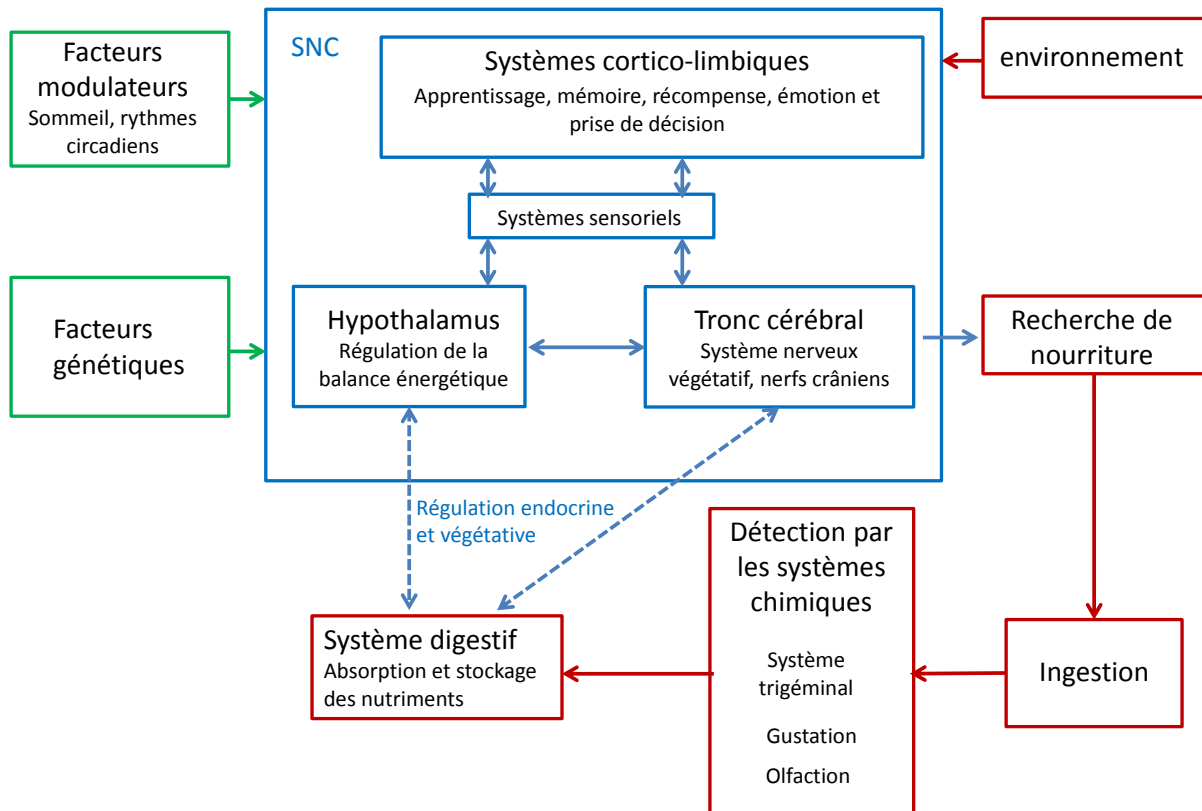 Facteurs
modulateurs
Sommeil, rythmes
circadiens
SNC
Systèmes cortico-limbiques
Apprentissage, mémoire, récompense, émotion et
prise de décision
environnement
Systèmes sensoriels
Facteurs
génétiques
Hypothalamus
Régulation de la
balance énergétique
Tronc cérébral
Système nerveux
végétatif, nerfs crâniens
Recherche de
nourriture
Régulation endocrine
et végétative
Système digestif
Absorption et stockage
des nutriments
Détection par
les systèmes
chimiques
Système
trigéminal
Gustation
Olfaction
Ingestion